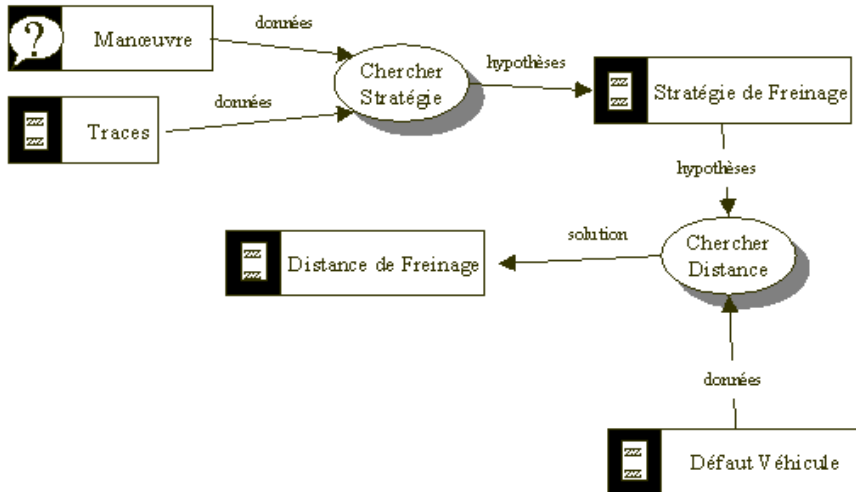 données
?
Manœuvre
Chercher
Stratégie
hypothèses
Stratégie de Freinage
données
Traces
hypothèses
solution
Chercher
Distance
Distance de Freinage
données
Défaut Véhicule